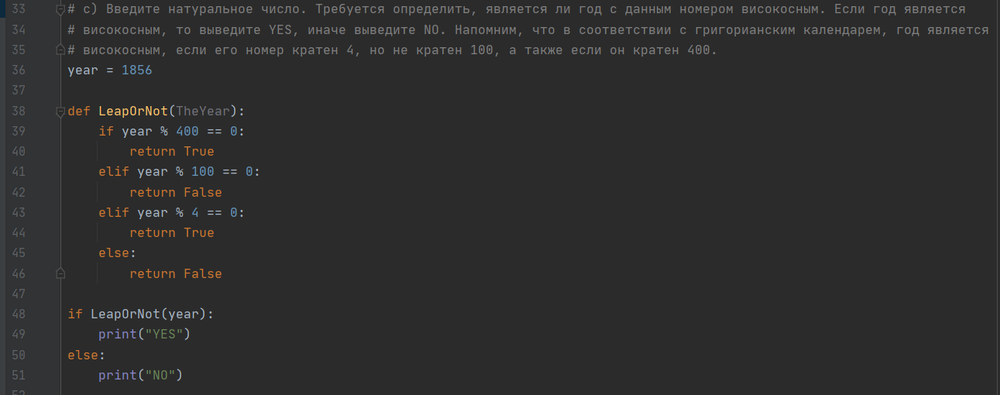 33 # c) Введите натуральное число. Требуется определить, является ли год с данным номером високосным. Если год является
34 # високосным, то выведите YES, иначе выведите NO. Напомним, что в соответствии с григорианским календарем, год является
35 # високосным, если его номер кратен 4, но не кратен 100, а также если он кратен 400.
36 year = 1856
37
38 def LeapOrNot(TheYear):
39     if year % 400 == 0:
40         return True
41     elif year % 100 == 0:
42         return False
43     elif year % 4 == 0:
44         return True
45     else:
46         return False
47
48 if LeapOrNot(year):
49     print("YES")
50 else:
51     print("NO")